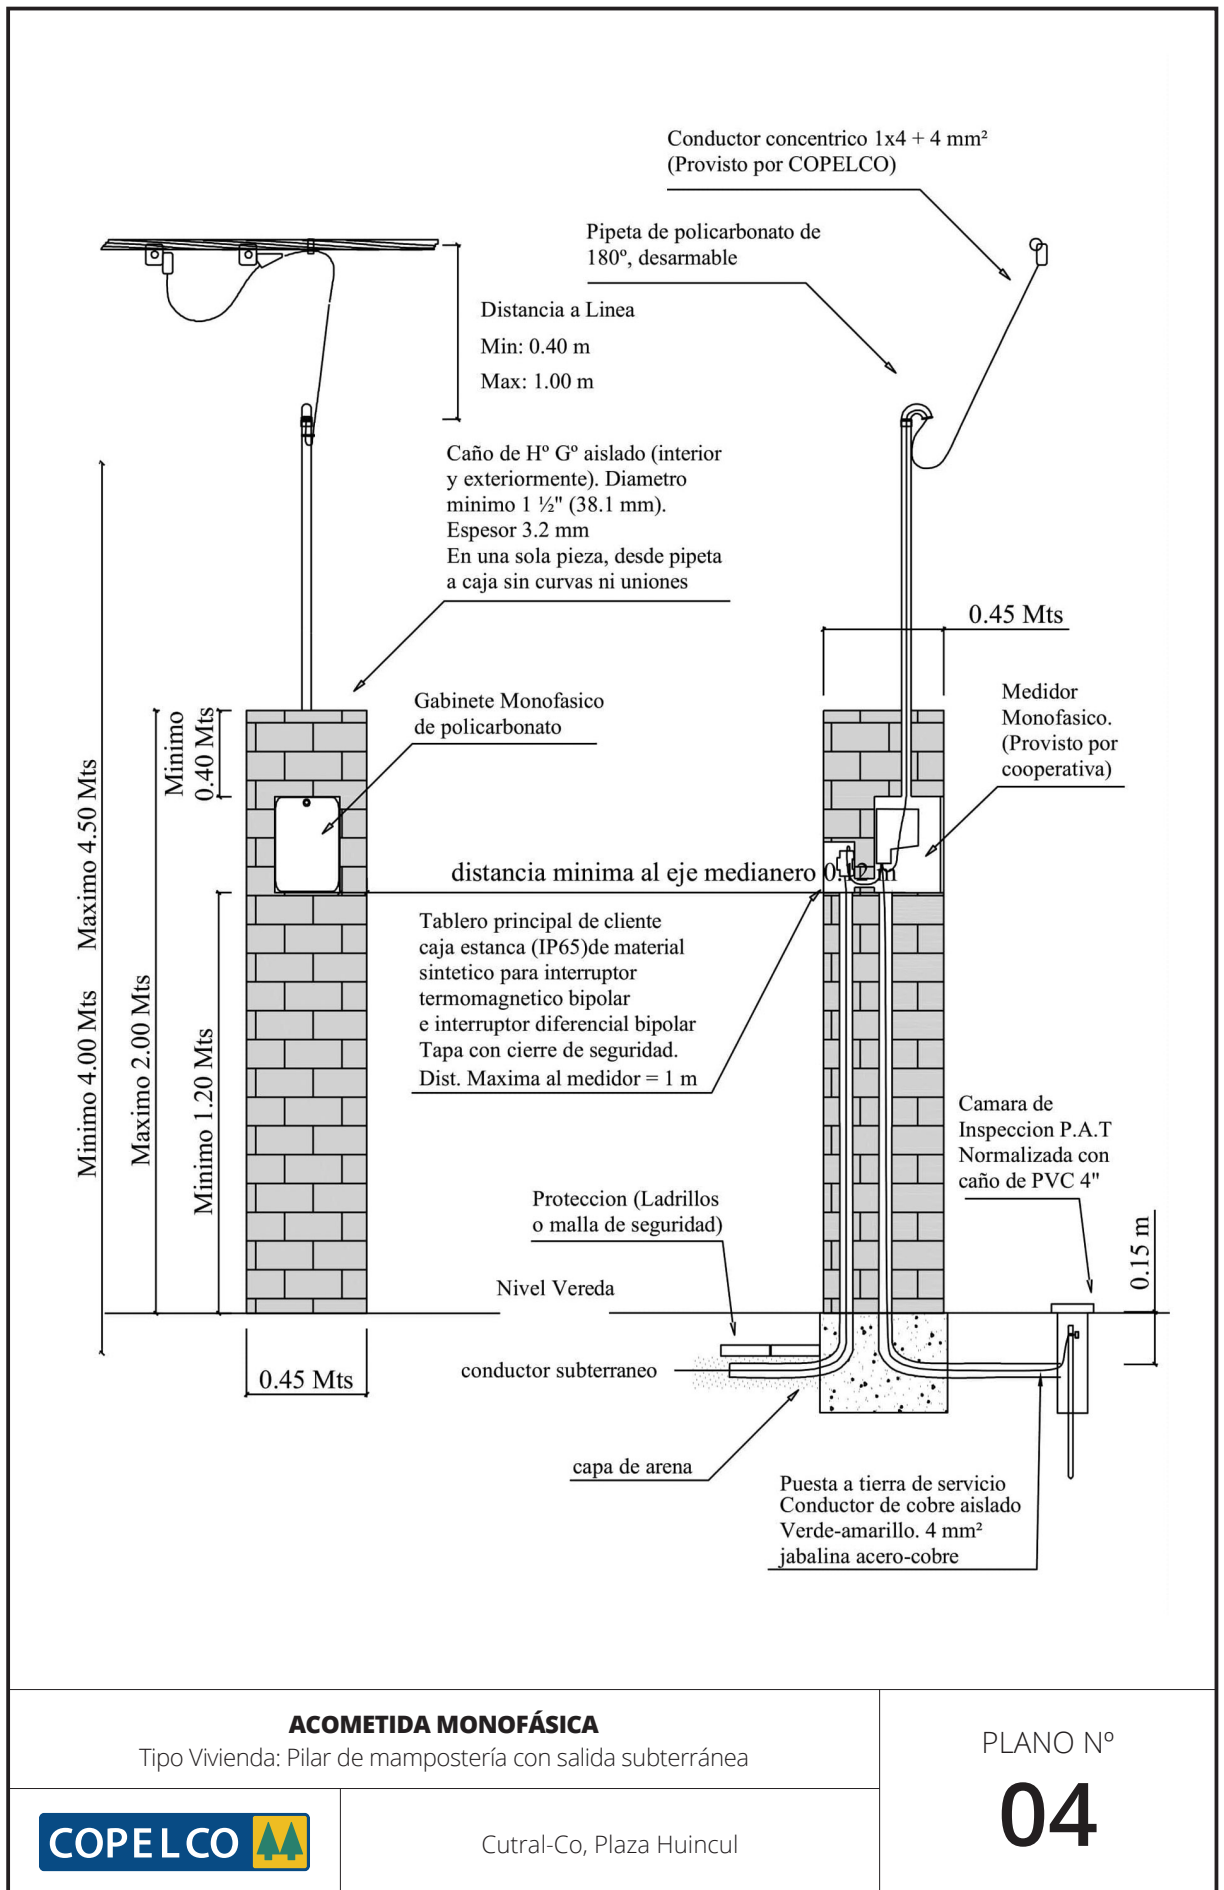 Conductor concentrico 1x4 + 4 mm²
(Provisto por COPELCO)
Pipeta de policarbonato de
180º, desarmable
Distancia a Linea
Min: 0.40 m
Max: 1.00 m
Caño de Hº Gº aislado (interior
y exteriormente). Diametro
minimo 1 ½" (38.1 mm).
Espesor 3.2 mm
En una sola pieza, desde pipeta
a caja sin curvas ni uniones
0.45 Mts
Gabinete Monofasico
de policarbonato
Medidor
Monofasico.
(Provisto por
cooperativa)
Minimo
0.40 Mts
Minimo 4.00 Mts Maximo 4.50 Mts
Maximo 2.00 Mts
Minimo 1.20 Mts
distancia minima al eje medianero 0.12 m
Tablero principal de cliente
caja estanca (IP65)de material
sintetico para interruptor
termomagnetico bipolar
e interruptor diferencial bipolar
Tapa con cierre de seguridad.
Dist. Maxima al medidor = 1 m
Camara de
Inspeccion P.A.T
Normalizada con
caño de PVC 4"
Proteccion (Ladrillos
o malla de seguridad)
0.15 m
Nivel Vereda
conductor subterraneo
0.45 Mts
capa de arena
Puesta a tierra de servicio
Conductor de cobre aislado
Verde-amarillo. 4 mm²
jabalina acero-cobre
ACOMETIDA MONOFÁSICA
Tipo Vivienda: Pilar de mampostería con salida subterránea
PLANO Nº
04
COPELCO
Cutral-Co, Plaza Huincul